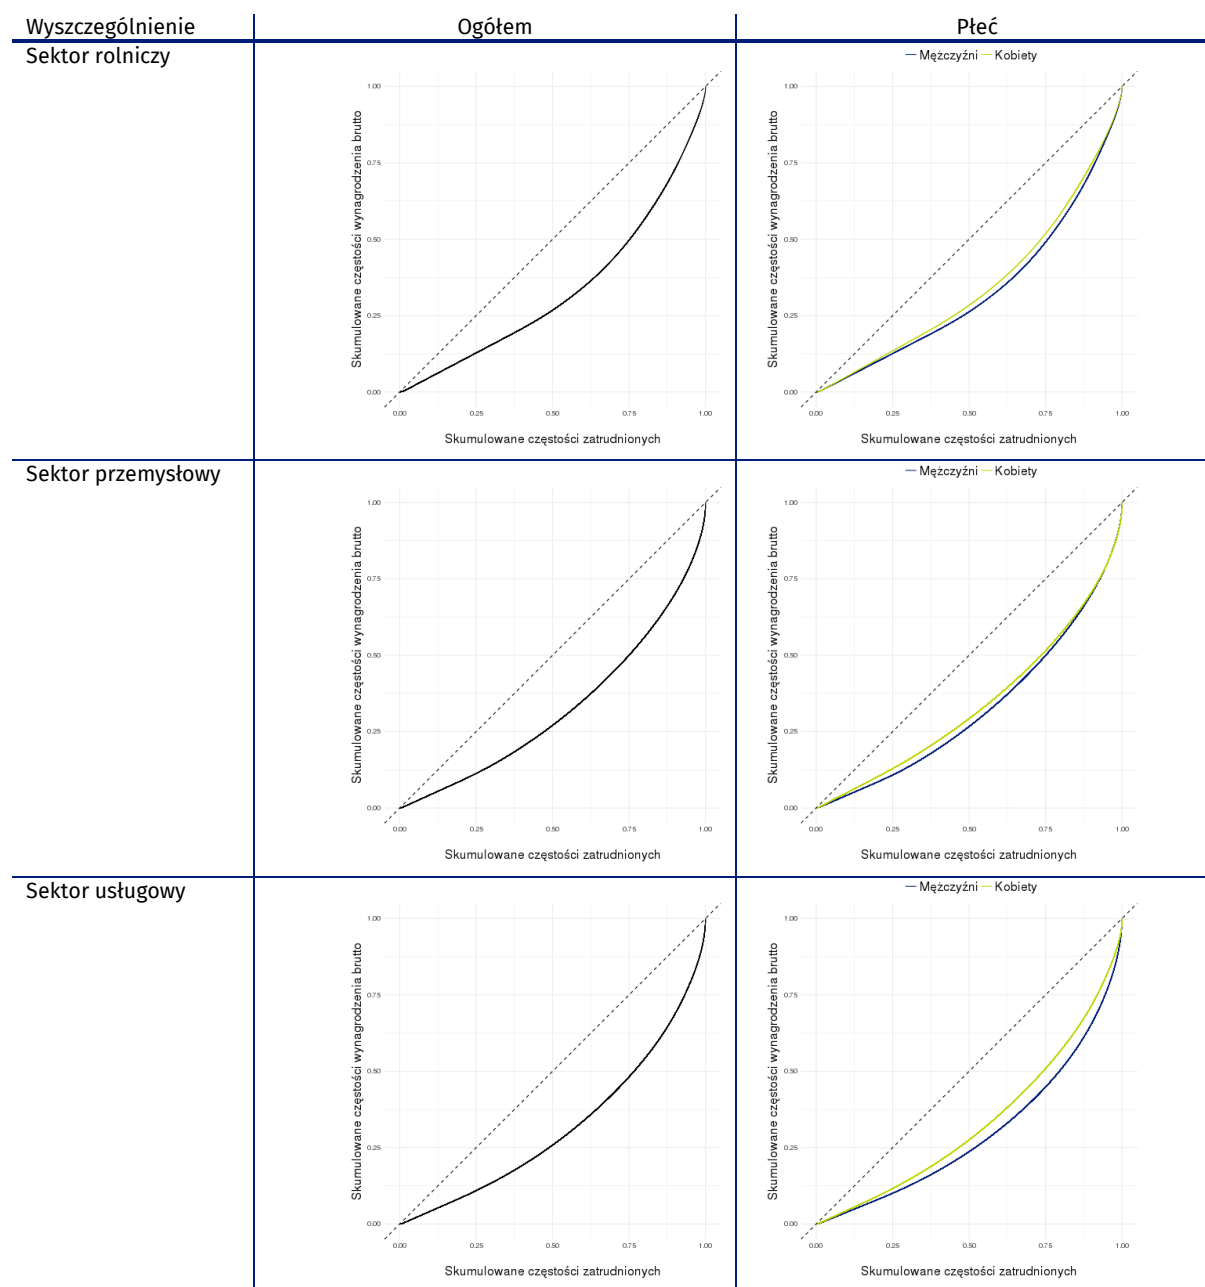 Wyszczególnienie Ogółem Płeć
Sektor rolniczy
Mężczyźni Kobiety
Skumulowane częstości wynagrodzenia brutto
1.00
0.75
0.50
0.25
0.00
0.00 0.25 0.50 0.75 1.00
Skumulowane częstości zatrudnionych
Skumulowane częstości wynagrodzenia brutto
1.00
0.75
0.50
0.25
0.00
0.00 0.25 0.50 0.75 1.00
Skumulowane częstości zatrudnionych
Sektor przemysłowy
Mężczyźni Kobiety
Skumulowane częstości wynagrodzenia brutto
1.00
0.75
0.50
0.25
0.00
0.00 0.25 0.50 0.75 1.00
Skumulowane częstości zatrudnionych
Skumulowane częstości wynagrodzenia brutto
1.00
0.75
0.50
0.25
0.00
0.00 0.25 0.50 0.75 1.00
Skumulowane częstości zatrudnionych
Sektor usługowy
Mężczyźni Kobiety
Skumulowane częstości wynagrodzenia brutto
1.00
0.75
0.50
0.25
0.00
0.00 0.25 0.50 0.75 1.00
Skumulowane częstości zatrudnionych
Skumulowane częstości wynagrodzenia brutto
1.00
0.75
0.50
0.25
0.00
0.00 0.25 0.50 0.75 1.00
Skumulowane częstości zatrudnionych